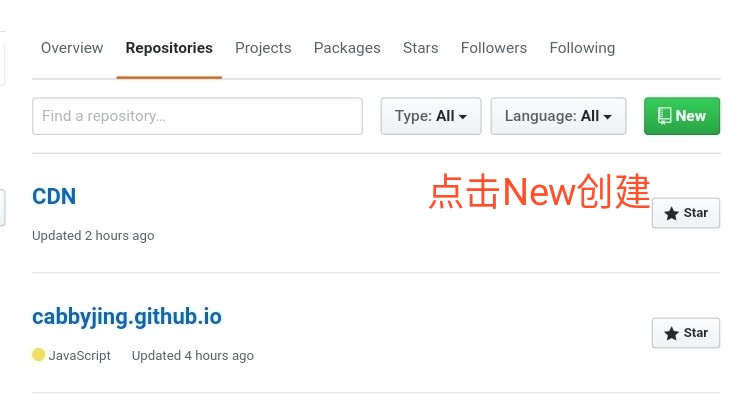 Overview Repositories Projects Packages Stars Followers Following
Find a repository... Type: All Language: All New
点击New创建
CDN
Star
Updated 2 hours ago
cabbyjing.github.io
Star
JavaScript Updated 4 hours ago